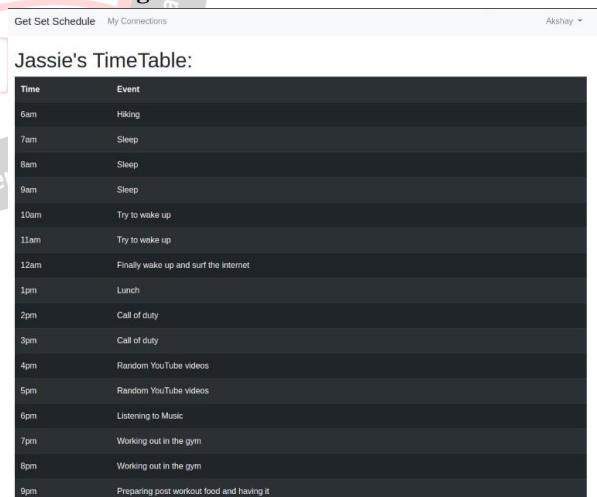 Get Set Schedule My Connections Akshay
Jassie's TimeTable:
Time Event
6am Hiking
7am Sleep
8am Sleep
9am Sleep
10am Try to wake up
11am Try to wake up
12am Finally wake up and surf the internet
1pm Lunch
2pm Call of duty
3pm Call of duty
4pm Random YouTube videos
5pm Random YouTube videos
6pm Listening to Music
7pm Working out in the gym
8pm Working out in the gym
9pm Preparing post workout food and having it